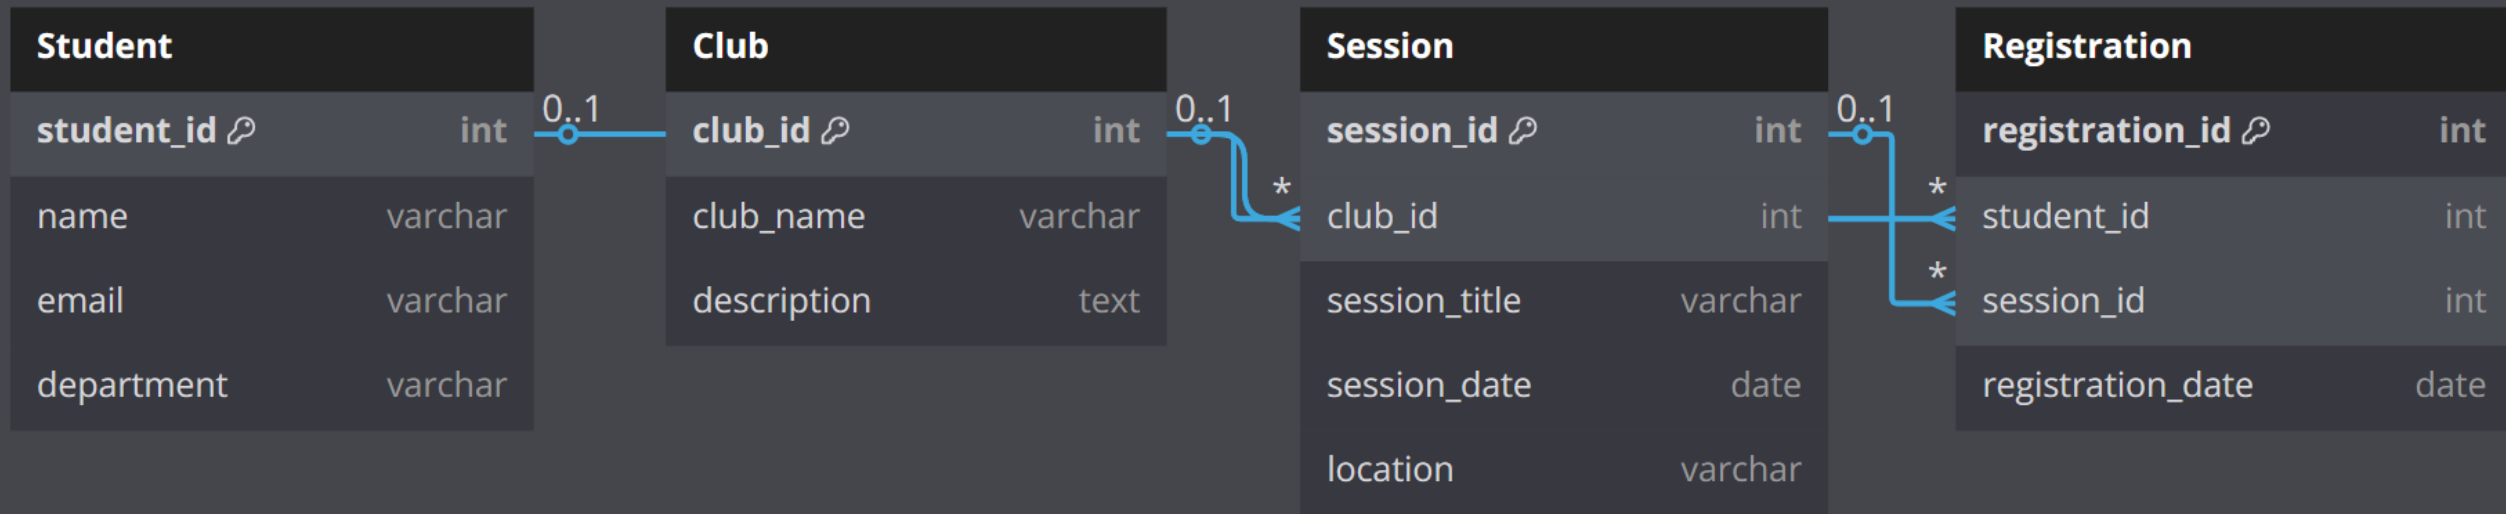 Student
student_id int
name varchar
email varchar
department varchar
0..1
Club
club_id int
club_name varchar
description text
0..1
*
Session
session_id int
club_id int
session_title varchar
session_date date
location varchar
0..1
*
*
Registration
registration_id int
student_id int
session_id int
registration_date date